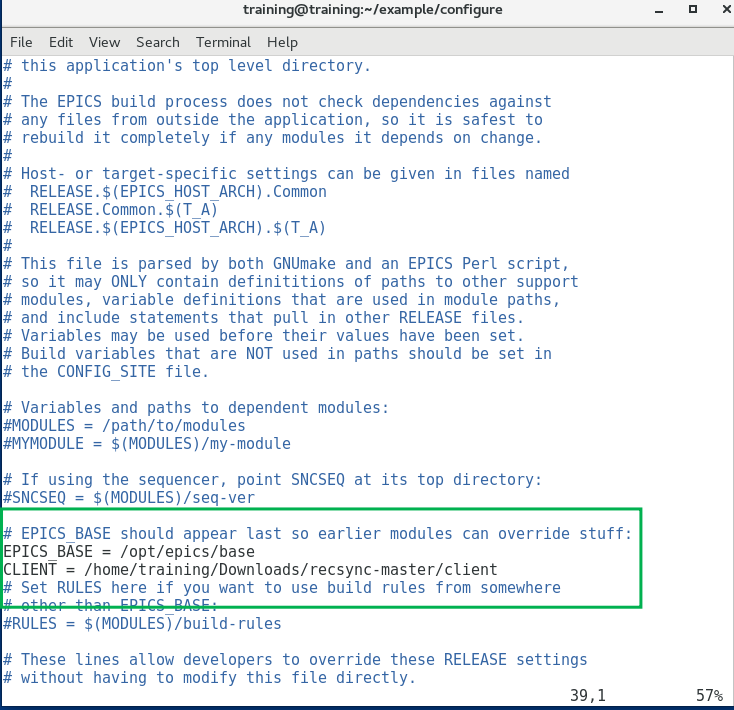 training@training:~/example/configure
File Edit View Search Terminal Help
# this application's top level directory.
#
# The EPICS build process does not check dependencies against
# any files from outside the application, so it is safest to
# rebuild it completely if any modules it depends on change.
#
# Host- or target-specific settings can be given in files named
#  RELEASE.$(EPICS_HOST_ARCH).Common
#  RELEASE.Common.$(T_A)
#  RELEASE.$(EPICS_HOST_ARCH).$(T_A)
#
# This file is parsed by both GNUmake and an EPICS Perl script,
# so it may ONLY contain definititions of paths to other support
# modules, variable definitions that are used in module paths,
# and include statements that pull in other RELEASE files.
# Variables may be used before their values have been set.
# Build variables that are NOT used in paths should be set in
# the CONFIG_SITE file.
# Variables and paths to dependent modules:
#MODULES = /path/to/modules
#MYMODULE = $(MODULES)/my-module
# If using the sequencer, point SNCSEQ at its top directory:
#SNCSEQ = $(MODULES)/seq-ver
# EPICS_BASE should appear last so earlier modules can override stuff:
EPICS_BASE = /opt/epics/base
CLIENT = /home/training/Downloads/recsync-master/client
# Set RULES here if you want to use build rules from somewhere
# other than EPICS_BASE:
#RULES = $(MODULES)/build-rules
# These lines allow developers to override these RELEASE settings
# without having to modify this file directly.
39,1 57%